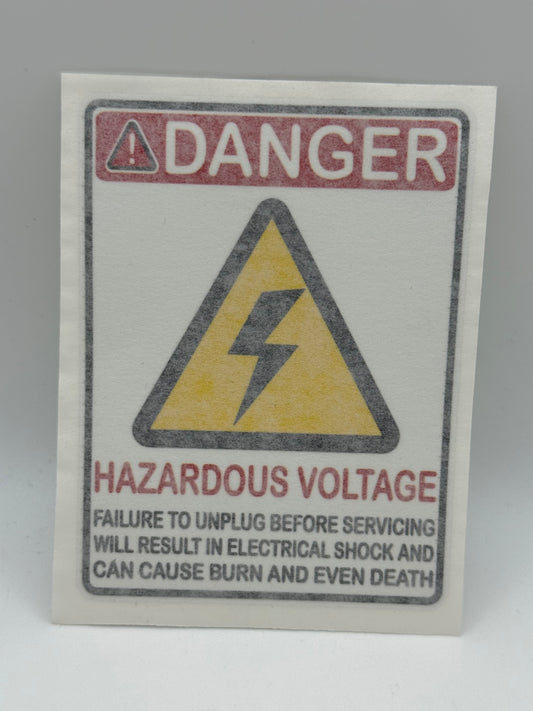 ! DANGER
HAZARDOUS VOLTAGE
FAILURE TO UNPLUG BEFORE SERVICING
WILL RESULT IN ELECTRICAL SHOCK AND
CAN CAUSE BURN AND EVEN DEATH